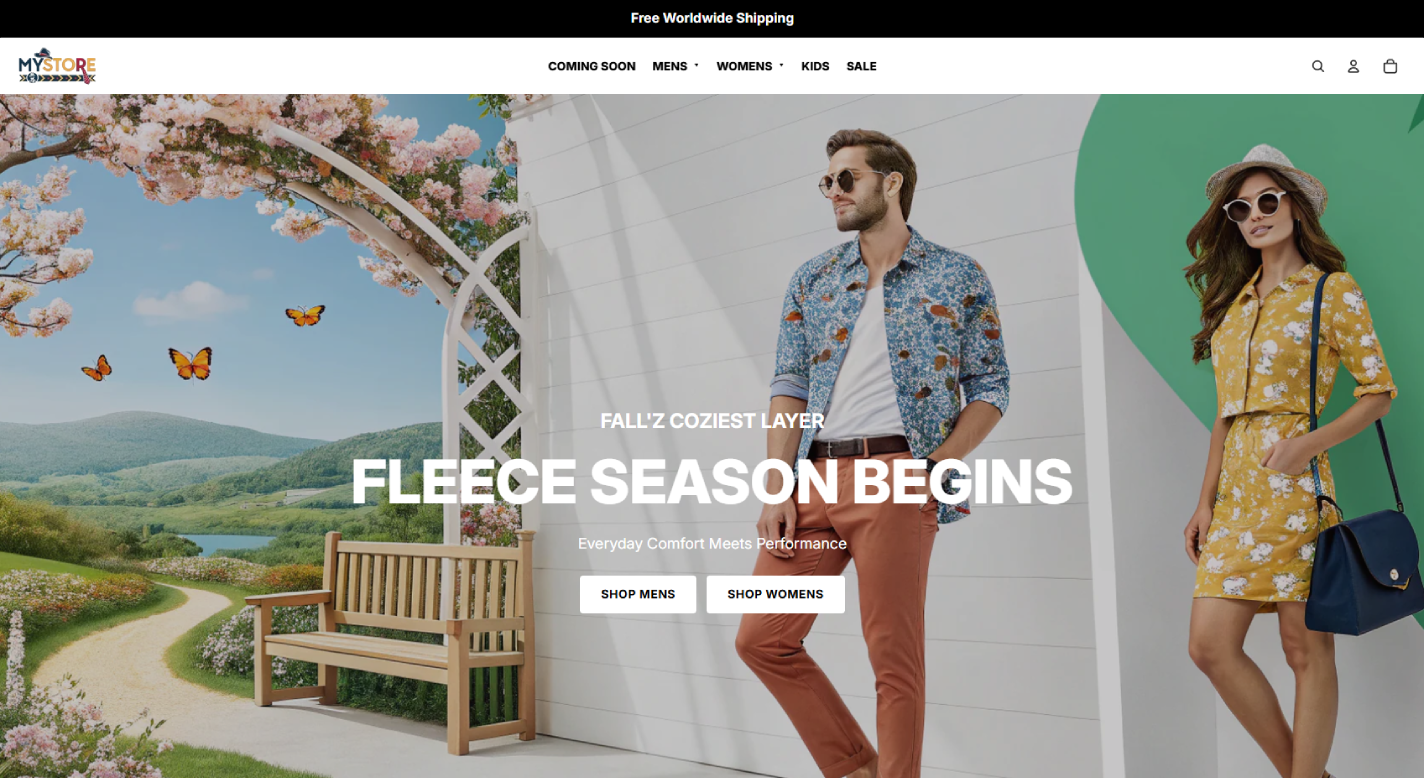 Free Worldwide Shipping
MYSTORE
COMING SOON MENS WOMENS KIDS SALE
FALL'Z COZIEST LAYER
FLEECE SEASON BEGINS
Everyday Comfort Meets Performance
SHOP MENS SHOP WOMENS